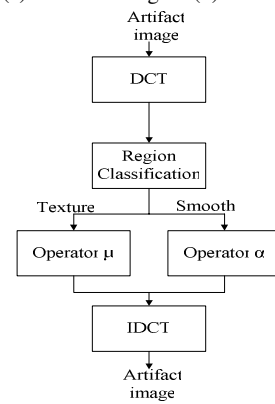 Artifact
image
DCT
Region
Classification
Texture Smooth
Operator μ Operator α
IDCT
Artifact
image